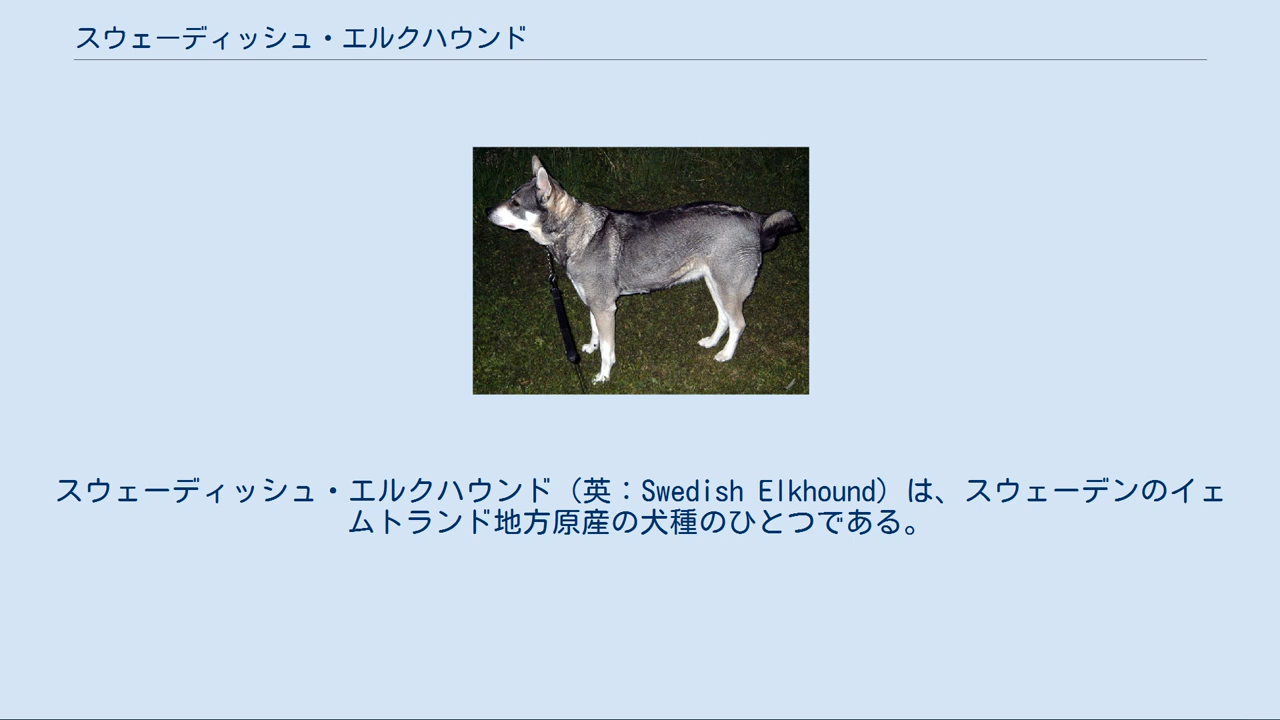 スウェーディッシュ・エルクハウンド
スウェーディッシュ・エルクハウンド（英：Swedish Elkhound）は、スウェーデンのイェ
ムトランド地方原産の犬種のひとつである。